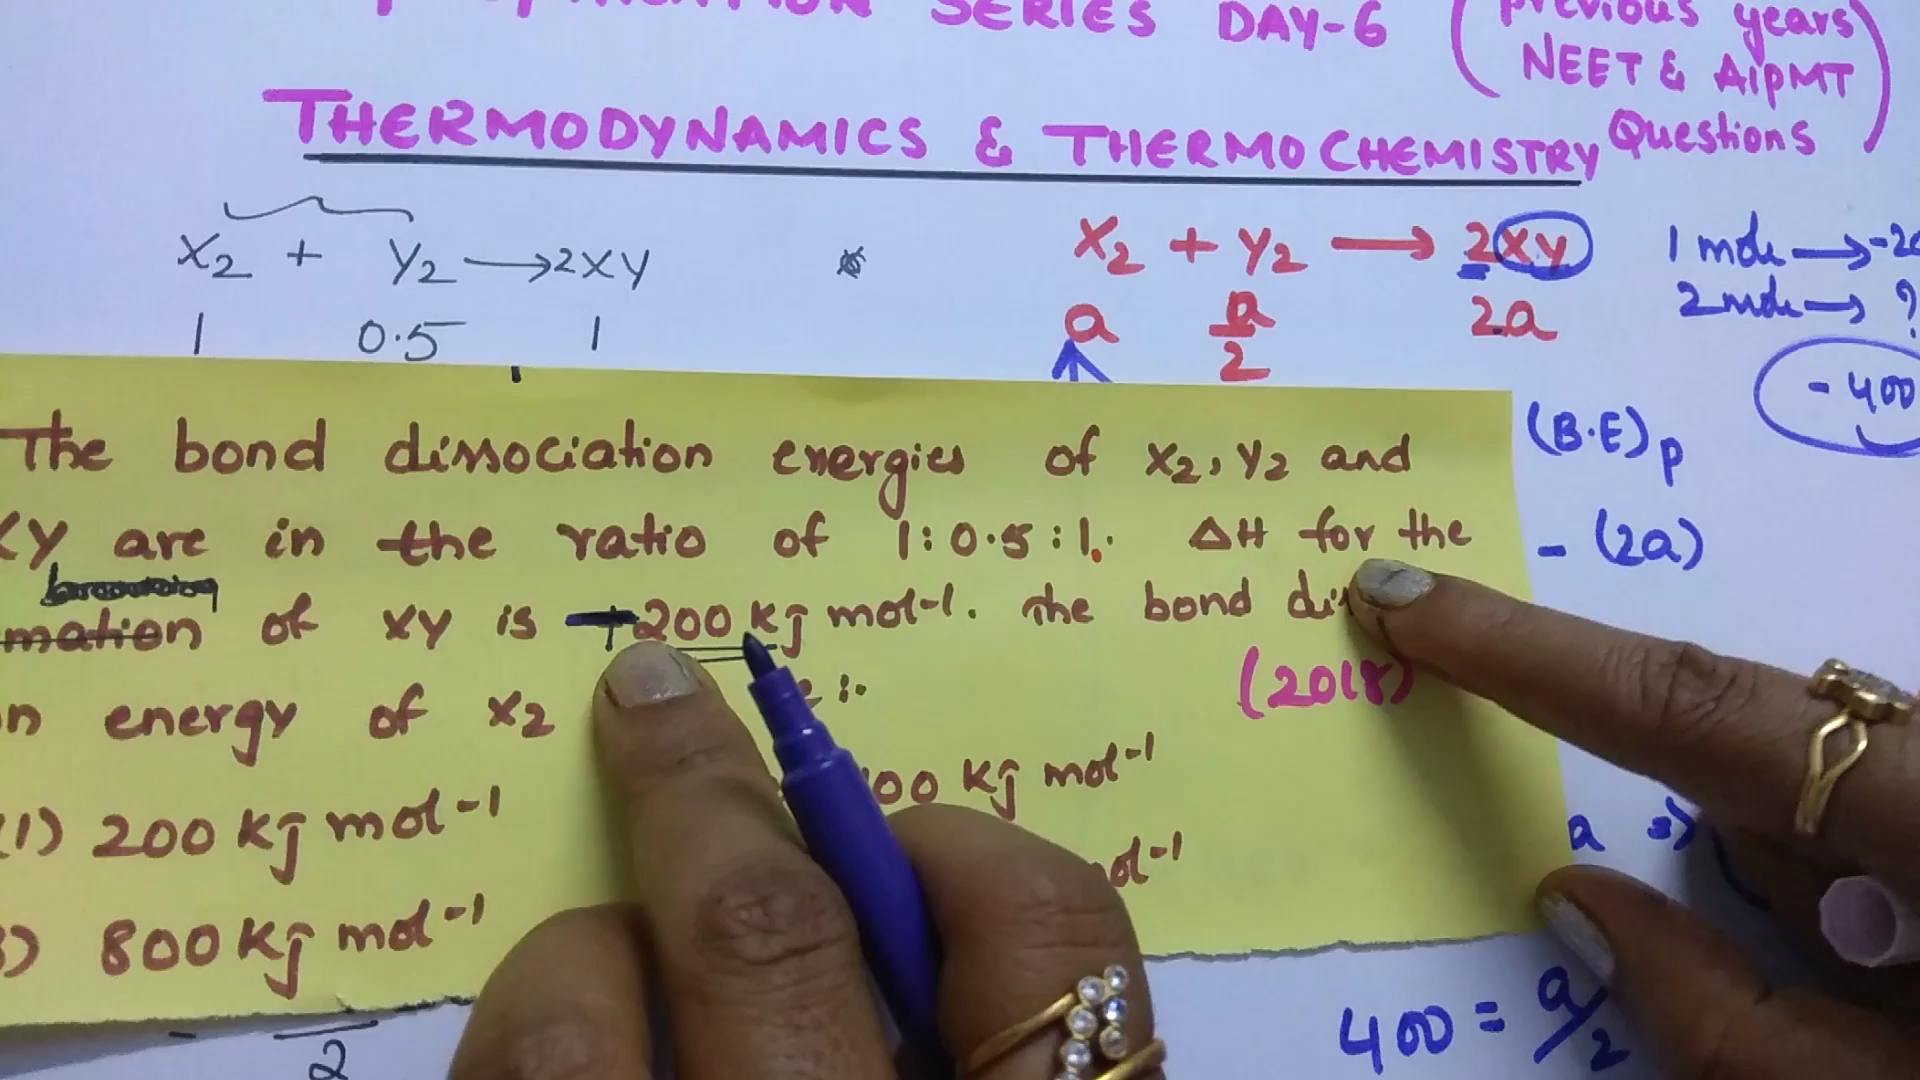 SERIES DAY-6 (previous years
NEET & AIPMT
Questions)
THERMODYNAMICS & THERMOCHEMISTRY
X2 + Y2 → 2XY
1 0.5 1
X2 + Y2 → 2XY
a a/2 2a
1 mole →
2 mole → ?
-400
(B.E)p
- (2a)
The bond dissociation energies of X2, Y2 and
XY are in the ratio of 1:0.5:1. ΔH for the
of XY is 200 KJ mol-1. The bond
energy of X2
(2018)
(1) 200 KJ mol-1
00 KJ mol-1
) 800 KJ mol-1
mol-1
a ⇒
2
400 = a/2